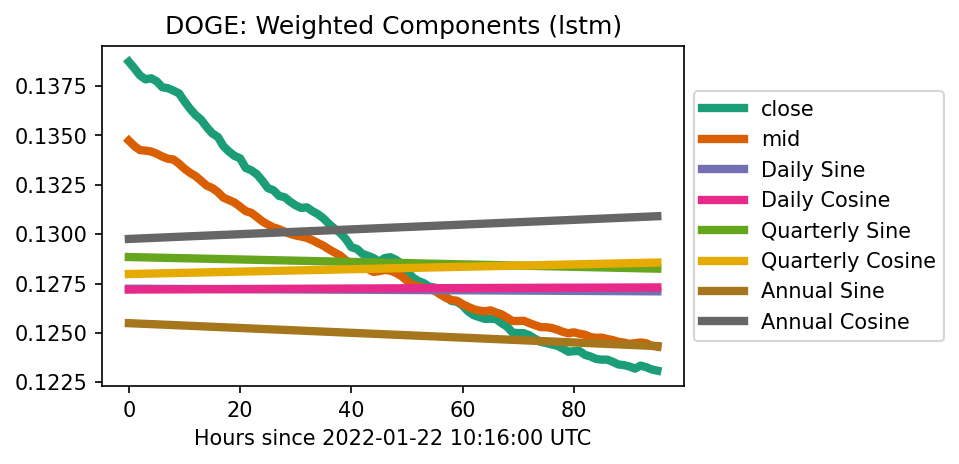 DOGE: Weighted Components (lstm)
0.1375
0.1350
0.1325
0.1300
0.1275
0.1250
0.1225
0
20
40
60
80
Hours since 2022-01-22 10:16:00 UTC
close
mid
Daily Sine
Daily Cosine
Quarterly Sine
Quarterly Cosine
Annual Sine
Annual Cosine